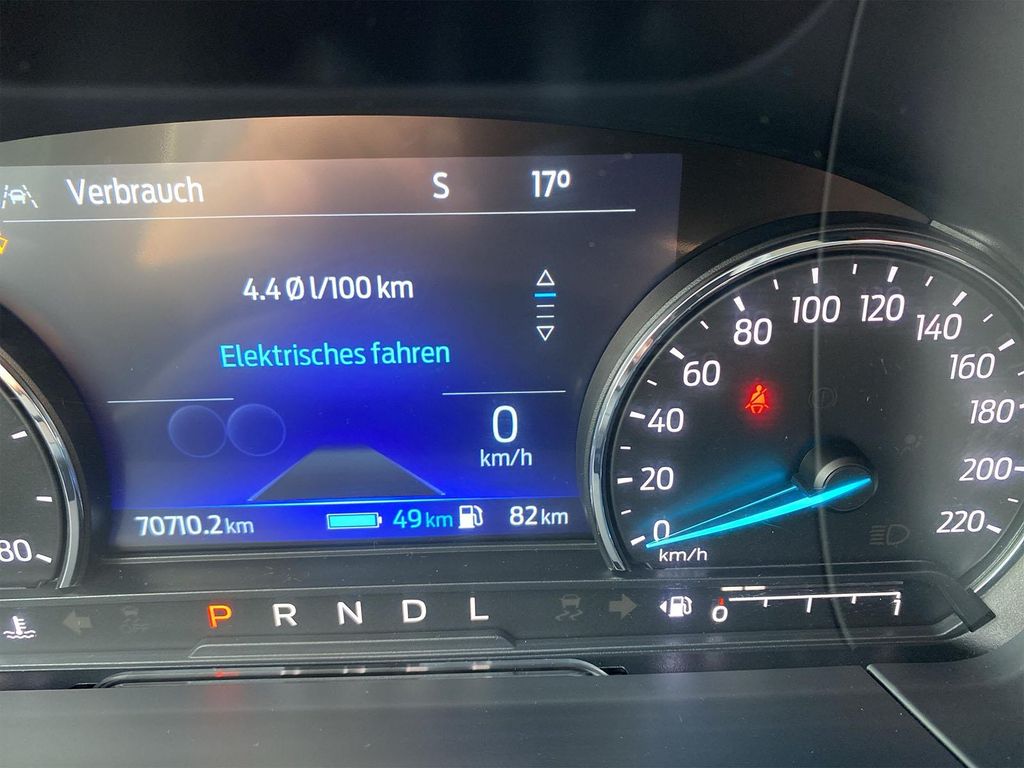 Verbrauch S 17º
4.4 Ø l/100 km
Elektrisches fahren
0
km/h
70710.2 km 49 km 82 km
80
0 20 40 60 80 100 120 140 160 180 200 220
km/h
P R N D L
0 1